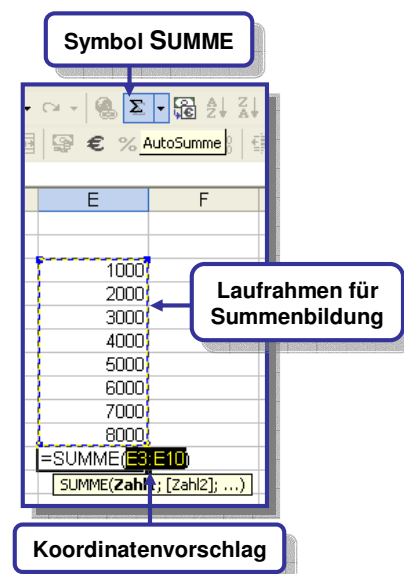 Symbol SUMME
Σ
€ %
AutoSumme
E F
1000
2000
3000
4000
5000
6000
7000
8000
=SUMME(E3:E10)
SUMME(Zahl1; [Zahl2]; ...)
Laufrahmen für
Summenbildung
Koordinatenvorschlag